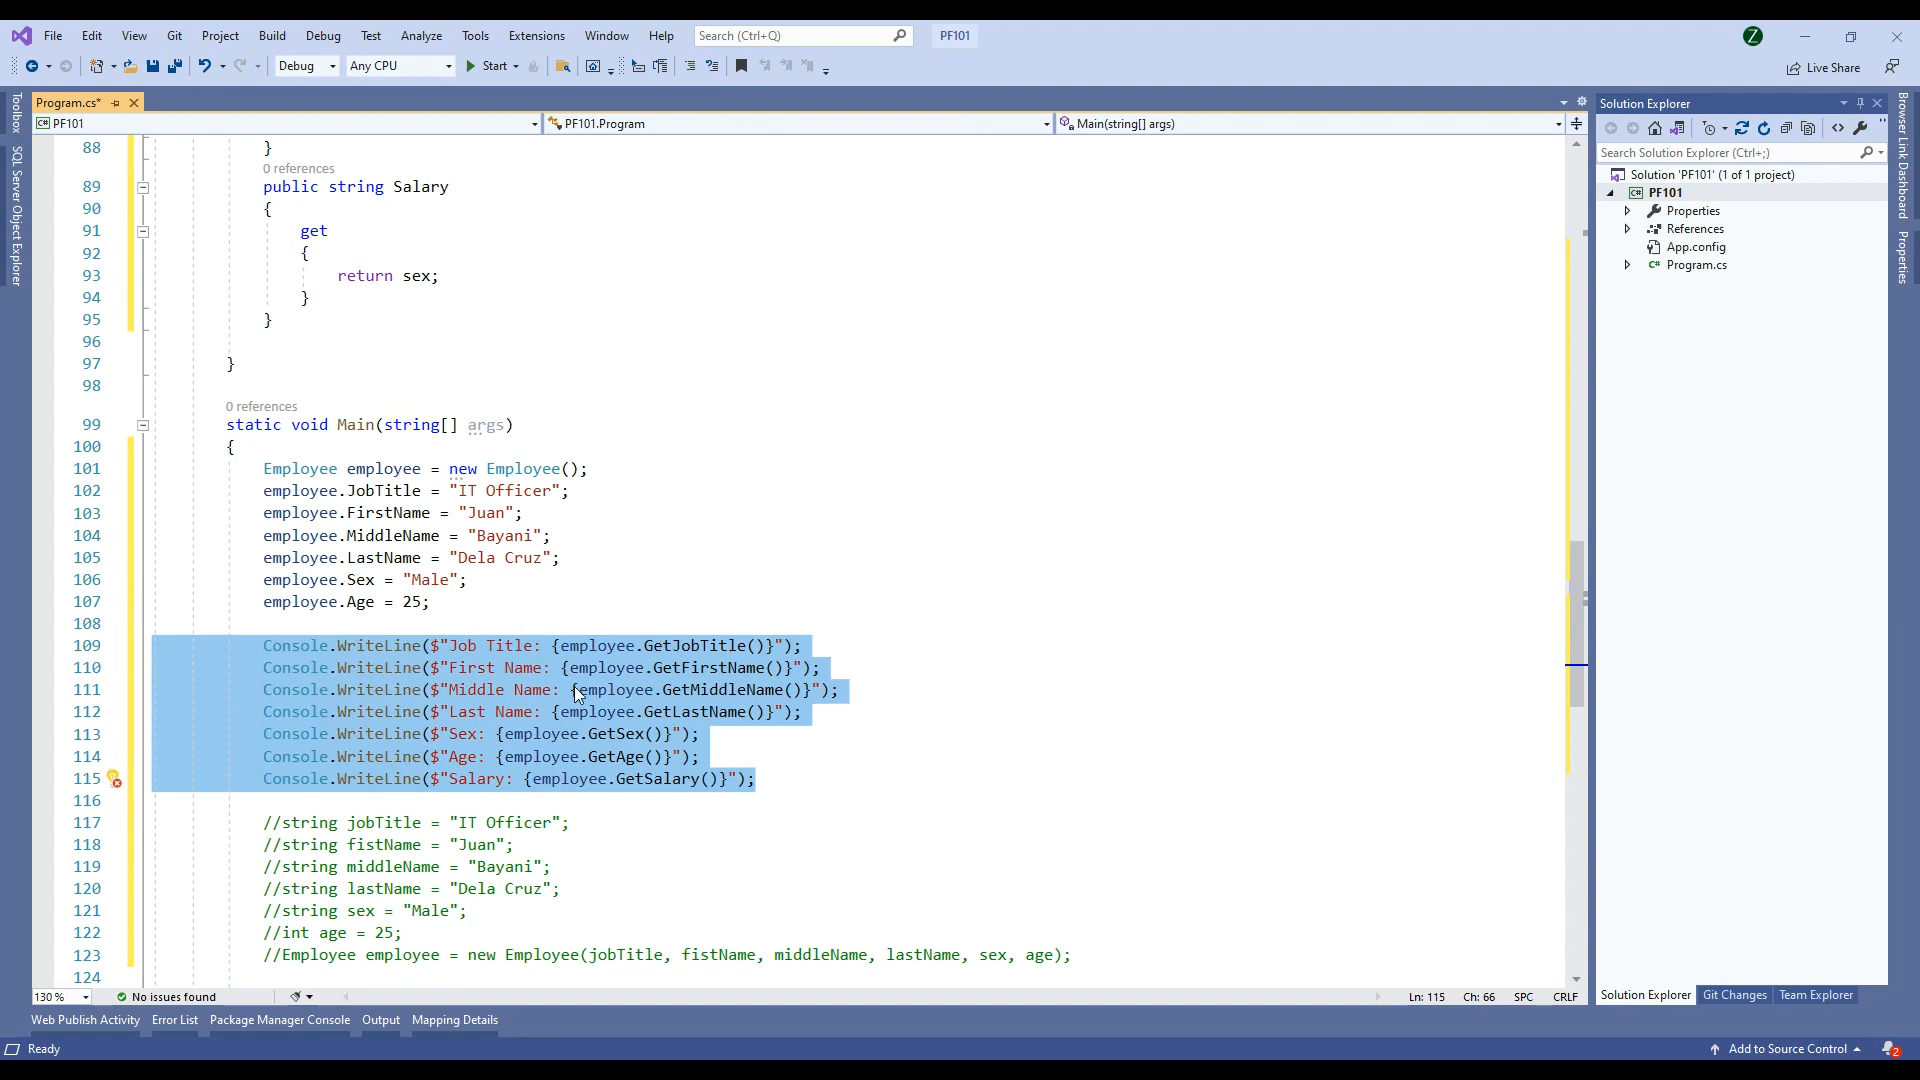 File Edit View Git Project Build Debug Test Analyze Tools Extensions Window Help Search (Ctrl+Q) PF101 Z
Debug Any CPU Start Live Share
Program.cs*
PF101 PF101.Program Main(string[] args)
88 }
0 references
89 public string Salary
90 {
91 get
92 {
93 return sex;
94 }
95 }
96
97 }
98
0 references
99 static void Main(string[] args)
100 {
101 Employee employee = new Employee();
102 employee.JobTitle = "IT Officer";
103 employee.FirstName = "Juan";
104 employee.MiddleName = "Bayani";
105 employee.LastName = "Dela Cruz";
106 employee.Sex = "Male";
107 employee.Age = 25;
108
109 Console.WriteLine($"Job Title: {employee.GetJobTitle()}");
110 Console.WriteLine($"First Name: {employee.GetFirstName()}");
111 Console.WriteLine($"Middle Name: {employee.GetMiddleName()}");
112 Console.WriteLine($"Last Name: {employee.GetLastName()}");
113 Console.WriteLine($"Sex: {employee.GetSex()}");
114 Console.WriteLine($"Age: {employee.GetAge()}");
115 Console.WriteLine($"Salary: {employee.GetSalary()}");
116
117 //string jobTitle = "IT Officer";
118 //string fistName = "Juan";
119 //string middleName = "Bayani";
120 //string lastName = "Dela Cruz";
121 //string sex = "Male";
122 //int age = 25;
123 //Employee employee = new Employee(jobTitle, fistName, middleName, lastName, sex, age);
124
130 % No issues found Ln: 115 Ch: 66 SPC CRLF
Toolbox
SQL Server Object Explorer
Solution Explorer
Search Solution Explorer (Ctrl+;)
Solution 'PF101' (1 of 1 project)
C# PF101
Properties
References
App.config
C# Program.cs
Solution Explorer Git Changes Team Explorer
Browser Link Dashboard
Properties
Web Publish Activity Error List Package Manager Console Output Mapping Details
Ready Add to Source Control 2